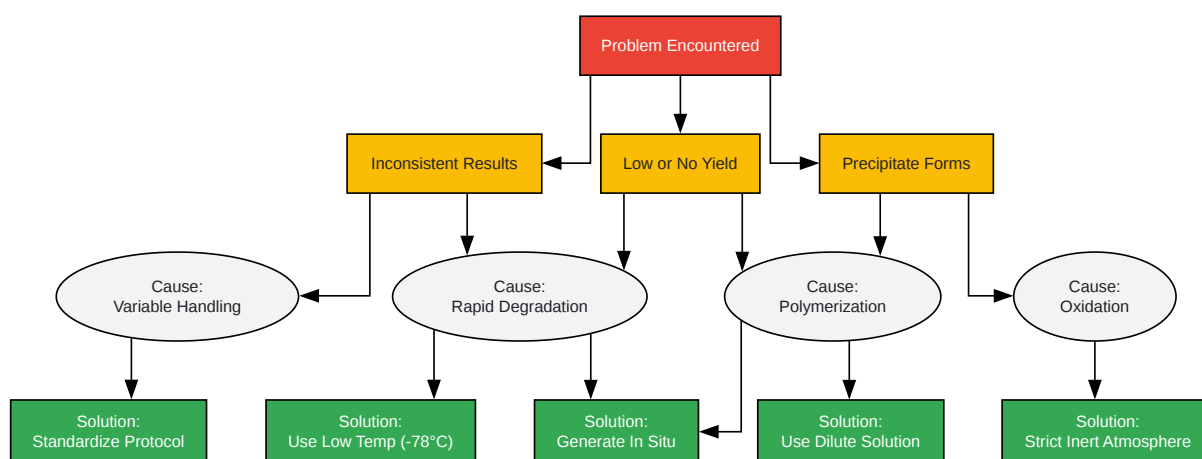 Problem Encountered
Inconsistent Results
Low or No Yield
Precipitate Forms
Cause:
Variable Handling
Cause:
Rapid Degradation
Cause:
Polymerization
Cause:
Oxidation
Solution:
Standardize Protocol
Solution:
Use Low Temp (-78°C)
Solution:
Generate In Situ
Solution:
Use Dilute Solution
Solution:
Strict Inert Atmosphere